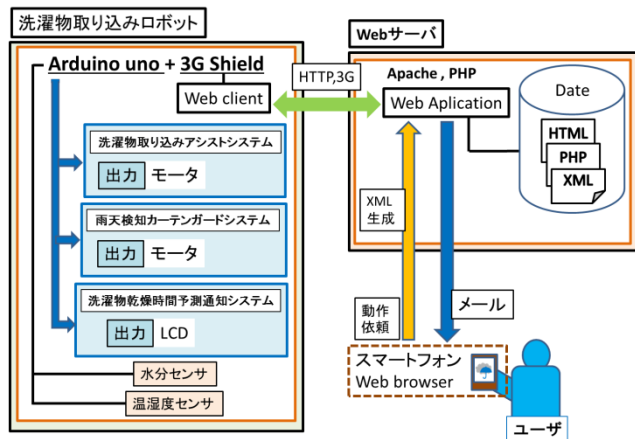 洗濯物取り込みロボット
Arduino uno + 3G Shield
Web client
洗濯物取り込みアシストシステム
出力 モータ
雨天検知カーテンガードシステム
出力 モータ
洗濯物乾燥時間予測通知システム
出力 LCD
水分センサ
温湿度センサ
HTTP,3G
Webサーバ
Apache , PHP
Web Aplication
Date
HTML
PHP
XML
XML
生成
動作
依頼
メール
スマートフォン
Web browser
ユーザ